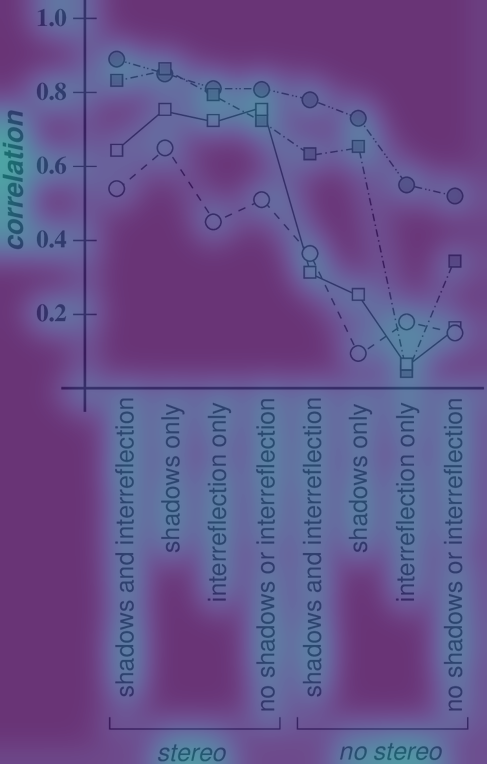 1.0
0.8
0.6
0.4
0.2
correlation
shadows and interreflection
shadows only
interreflection only
no shadows or interreflection
shadows and interreflection
shadows only
interreflection only
no shadows or interreflection
stereo
no stereo